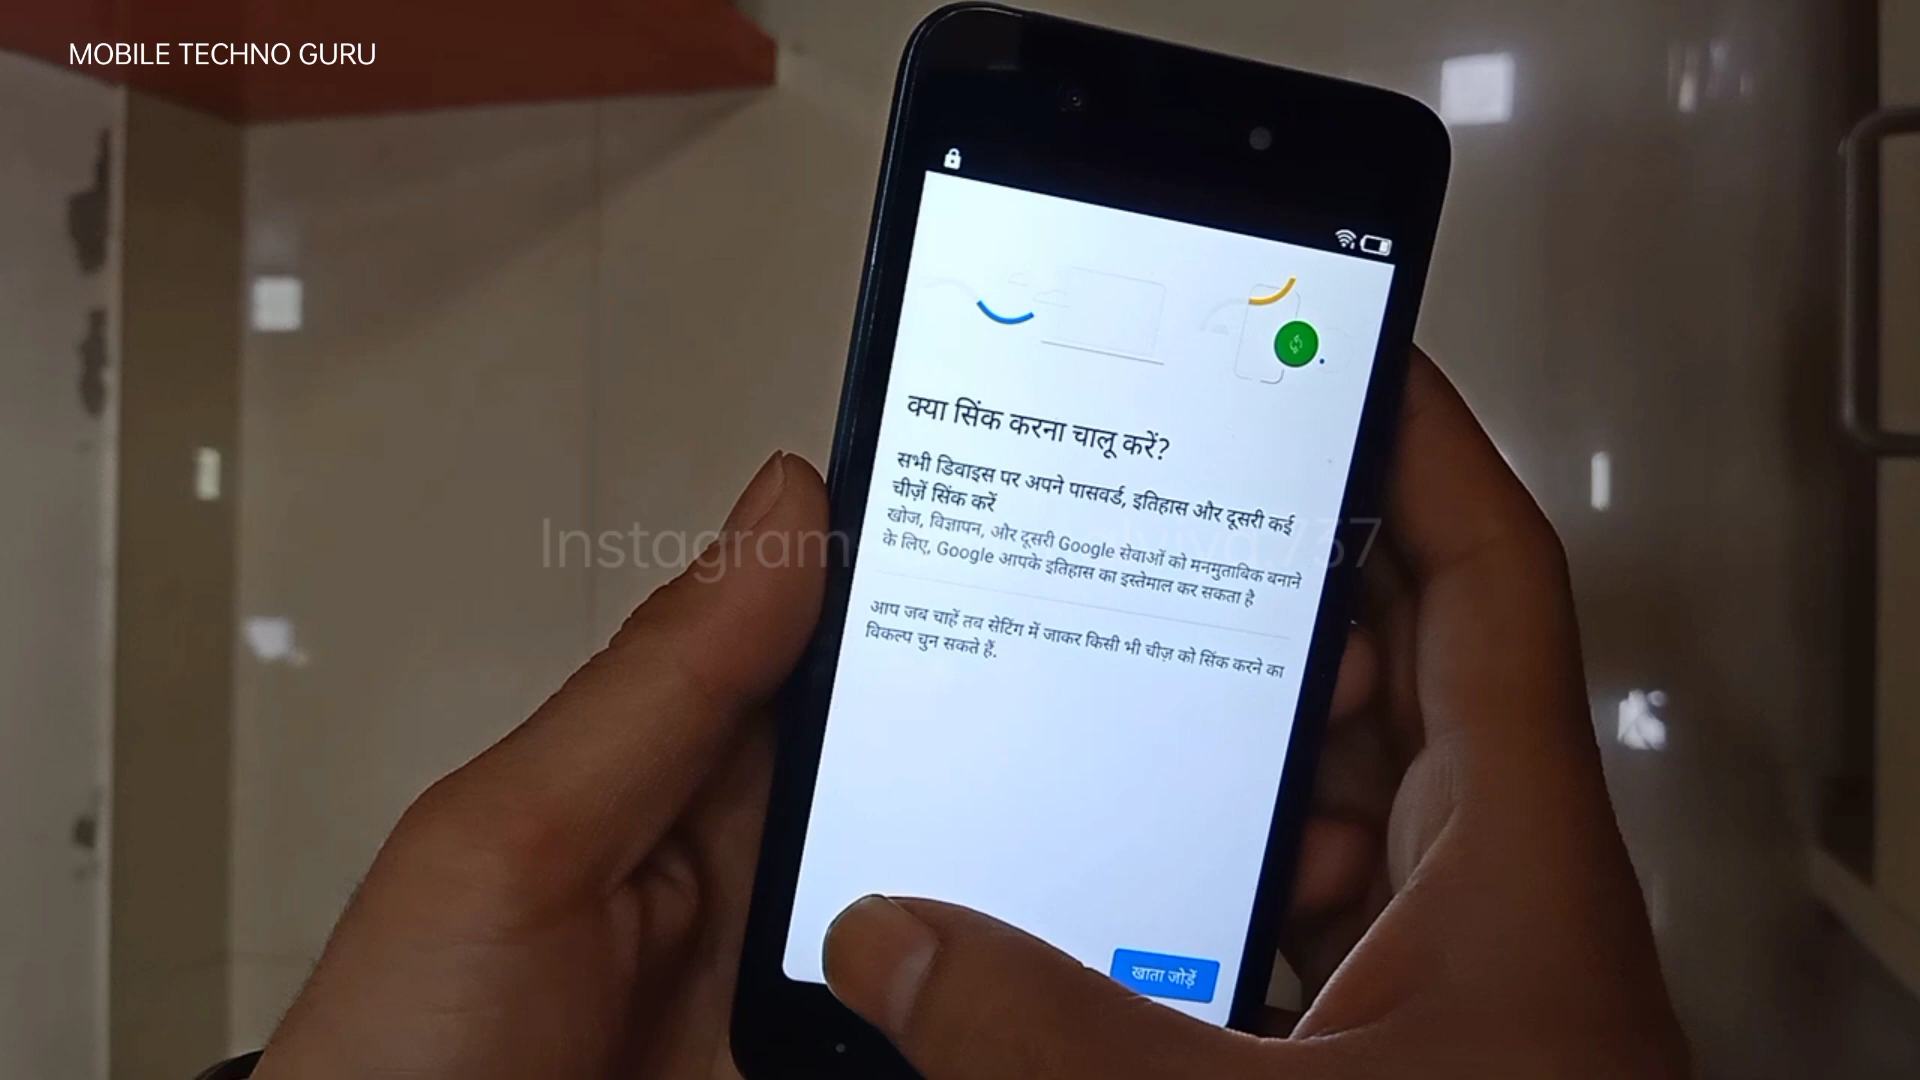 MOBILE TECHNO GURU
क्या सिंक करना चालू करें?
सभी डिवाइस पर अपने पासवर्ड, इतिहास और दूसरी कई
चीज़ें सिंक करें
खोज, विज्ञापन, और दूसरी Google सेवाओं को मनमुताबिक बनाने
के लिए, Google आपके इतिहास का इस्तेमाल कर सकता है
आप जब चाहें तब सेटिंग में जाकर किसी भी चीज़ को सिंक करने का
विकल्प चुन सकते हैं.
खाता जोड़ें
Instagram